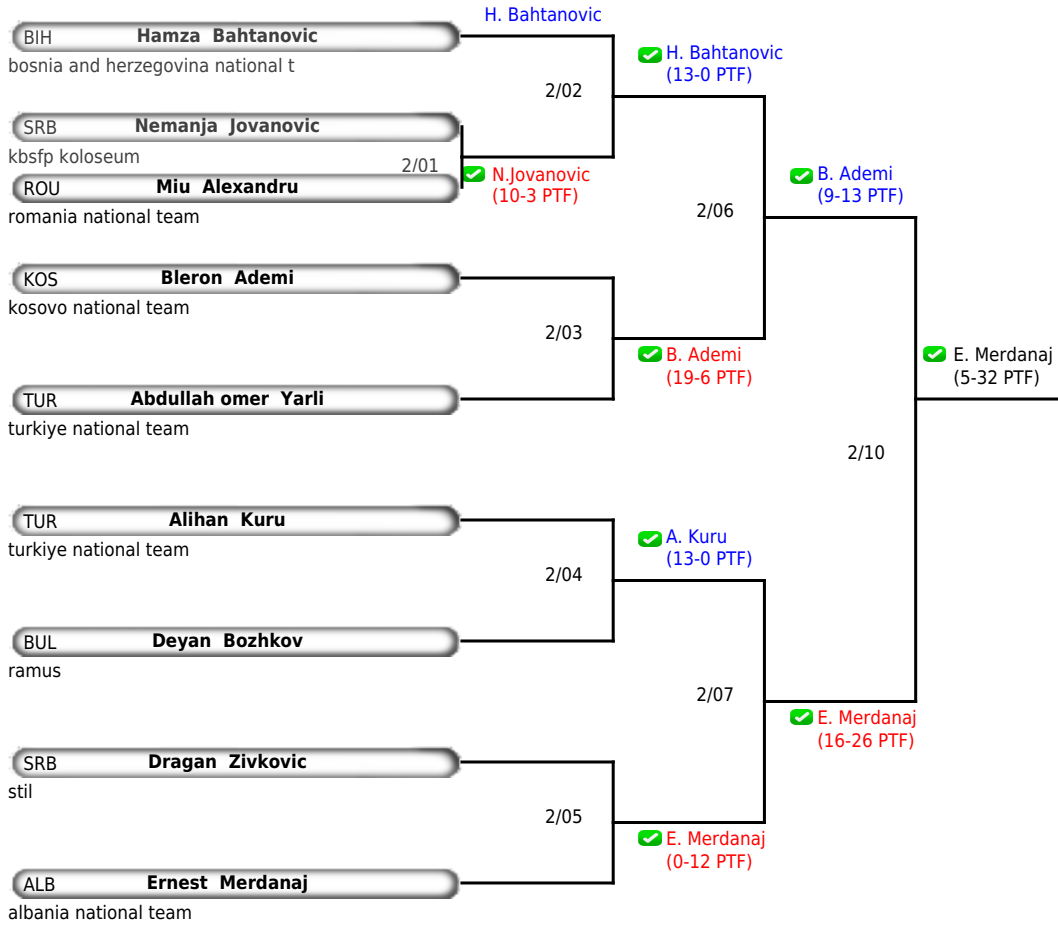 H. Bahtanovic
BIH Hamza Bahtanovic
bosnia and herzegovina national t
H. Bahtanovic
(13-0 PTF)
2/02
SRB Nemanja Jovanovic
kbsfp koloseum
2/01
N.Jovanovic
(10-3 PTF)
ROU Miu Alexandru
romania national team
B. Ademi
(9-13 PTF)
2/06
KOS Bleron Ademi
kosovo national team
2/03
B. Ademi
(19-6 PTF)
E. Merdanaj
(5-32 PTF)
TUR Abdullah omer Yarli
turkiye national team
2/10
TUR Alihan Kuru
turkiye national team
A. Kuru
(13-0 PTF)
2/04
BUL Deyan Bozhkov
ramus
2/07
E. Merdanaj
(16-26 PTF)
SRB Dragan Zivkovic
stil
2/05
E. Merdanaj
(0-12 PTF)
ALB Ernest Merdanaj
albania national team